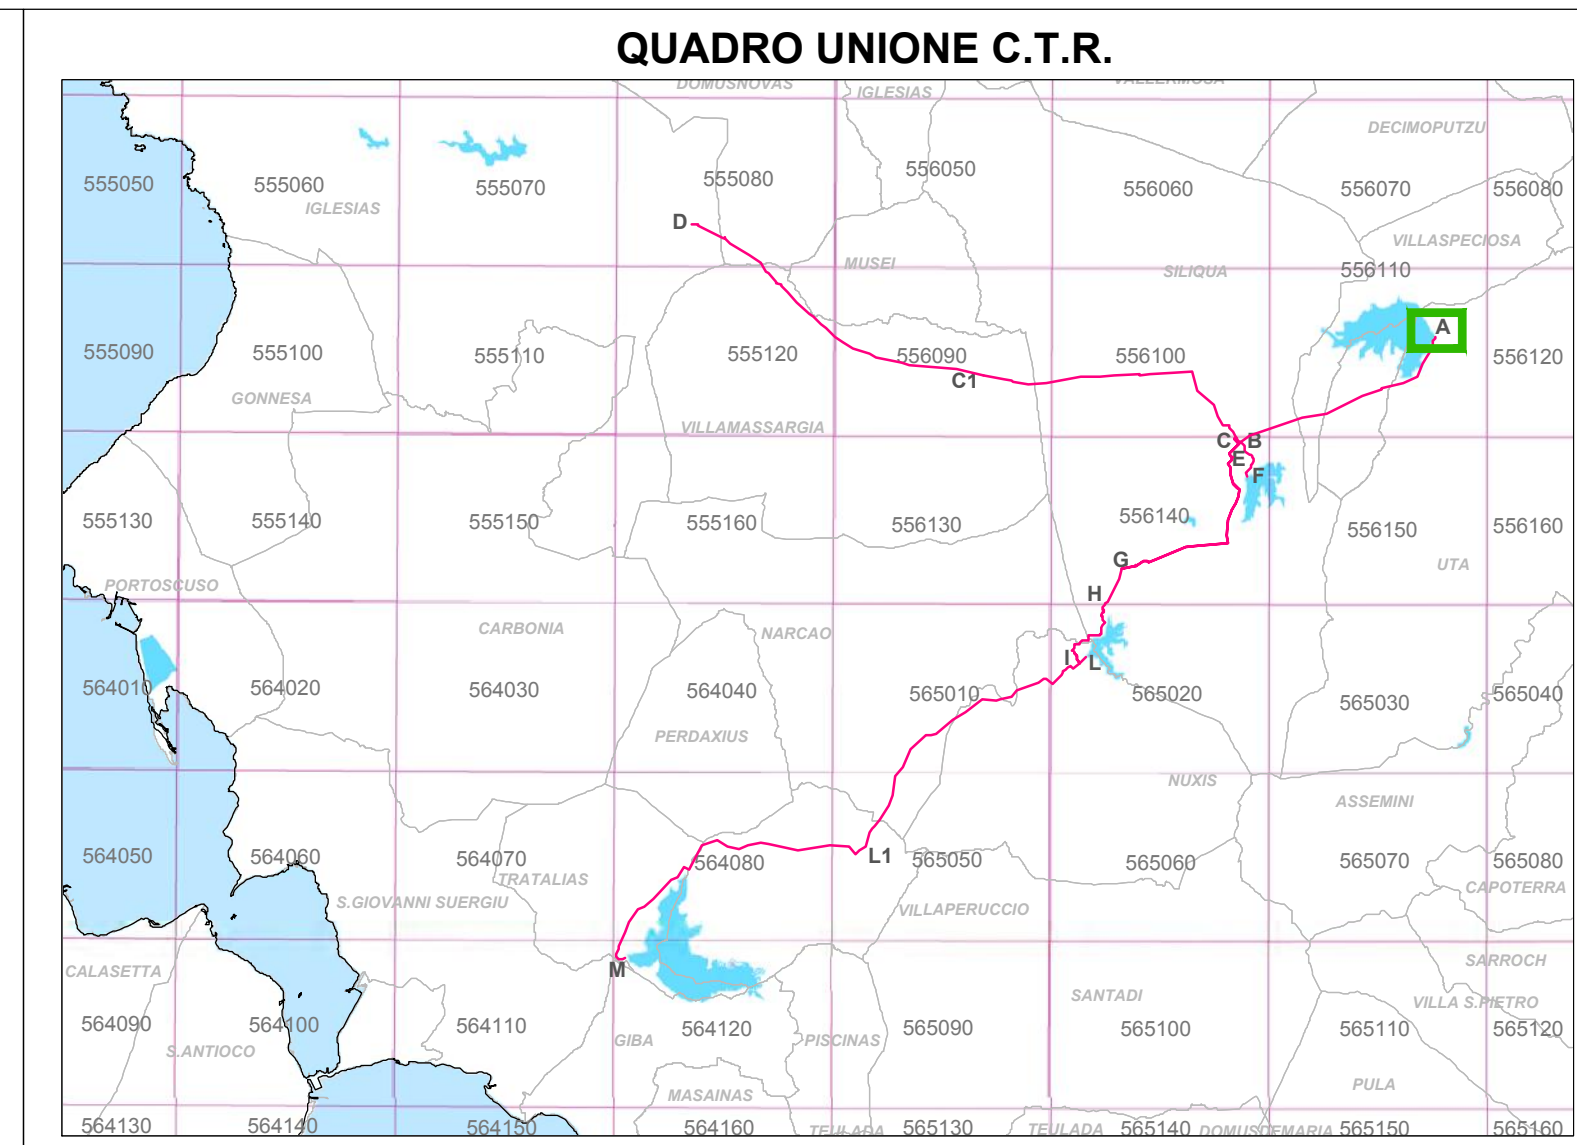 QUADRO UNIONE C.T.R.
DOMUSNOVAS
IGLESIAS
VALLERMOSA
DECIMOPUTZU
555050
555060
555070
555080
556050
556060
556070
556080
IGLESIAS
D
VILLASPECIOSA
MUSEI
SILIQUA
556110
A
555090
555100
555110
555120
556090
556100
556120
C1
GONNESA
VILLAMASSARGIA
C
B
E
F
555130
555140
555150
555160
556130
556140
556150
556160
G
UTA
PORTOSCUSO
H
CARBONIA
NARCAO
I
L
564010
564020
564030
564040
565010
565020
565030
565040
PERDAXIUS
NUXIS
ASSEMINI
564050
564060
564070
564080
L1
565050
565060
565070
565080
TRATALIAS
CAPOTERRA
S.GIOVANNI SUERGIU
VILLAPERUCCIO
CALASETTA
M
SARROCH
SANTADI
VILLA S.PIETRO
564090
564100
564110
564120
565090
565100
565110
565120
S.ANTIOCO
GIBA
PISCINAS
MASAINAS
PULA
564130
564140
564150
564160
TEULADA
565130
TEULADA
565140
DOMUSDEMARIA
565150
565160